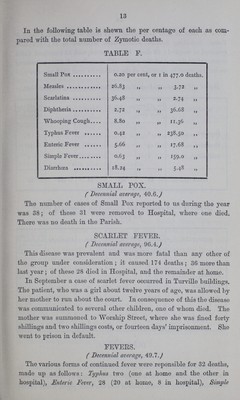 13
In the following table is shewn the per centage of each as com-
pared with the total number of Zymotic deaths.
TABLE F.
Small Pox .......... 0.20 per cent, or 1 in 477.0 deaths.
Measles ............ 26.83 „ „ 3.72 „
Scarlatina .......... 36.48 „ „ 2.74 „
Diphthesia .......... 2.72 „ „ 36.68 „
Whooping Cough.... 8.80 „ „ 11.36 „
Typhus Fever ...... 0.42 „ „ 238.50 „
Enteric Fever ...... 5.66 „ „ 17.68 „
Simple Fever........ 0.63 „ „ 159.0 „
Diarrhœa .......... 18.24 „ „ 5.48 „
SMALL POX.
( Decennial average, 40.6.)
The number of cases of Small Pox reported to us during the year
was 38; of those 31 were removed to Hospital, where one died.
There was no death in the Parish.
SCARLET FEVER.
( Decennial average, 96.4.)
This disease was prevalent and was more fatal than any other of
the group under consideration; it caused 174 deaths; 36 more than
last year; of these 28 died in Hospital, and the remainder at home.
In September a case of scarlet fever occurred in Turville buildings.
The patient, who was a girl about twelve years of age, was allowed by
her mother to run about the court. In consequence of this the disease
was communicated to several other children, one of whom died. The
mother was summoned to Worship Street, where she was fined forty
shillings and two shillings costs, or fourteen days' imprisonment. She
went to prison in default.
FEVERS.
( Decennial average, 49.7.)
The various forms of continued fever were reponsible for 32 deaths,
made up as follows: Typhus two (one at home and the other in
hospital), Enteric Fever, 28 (20 at home, 8 in hospital), Simple